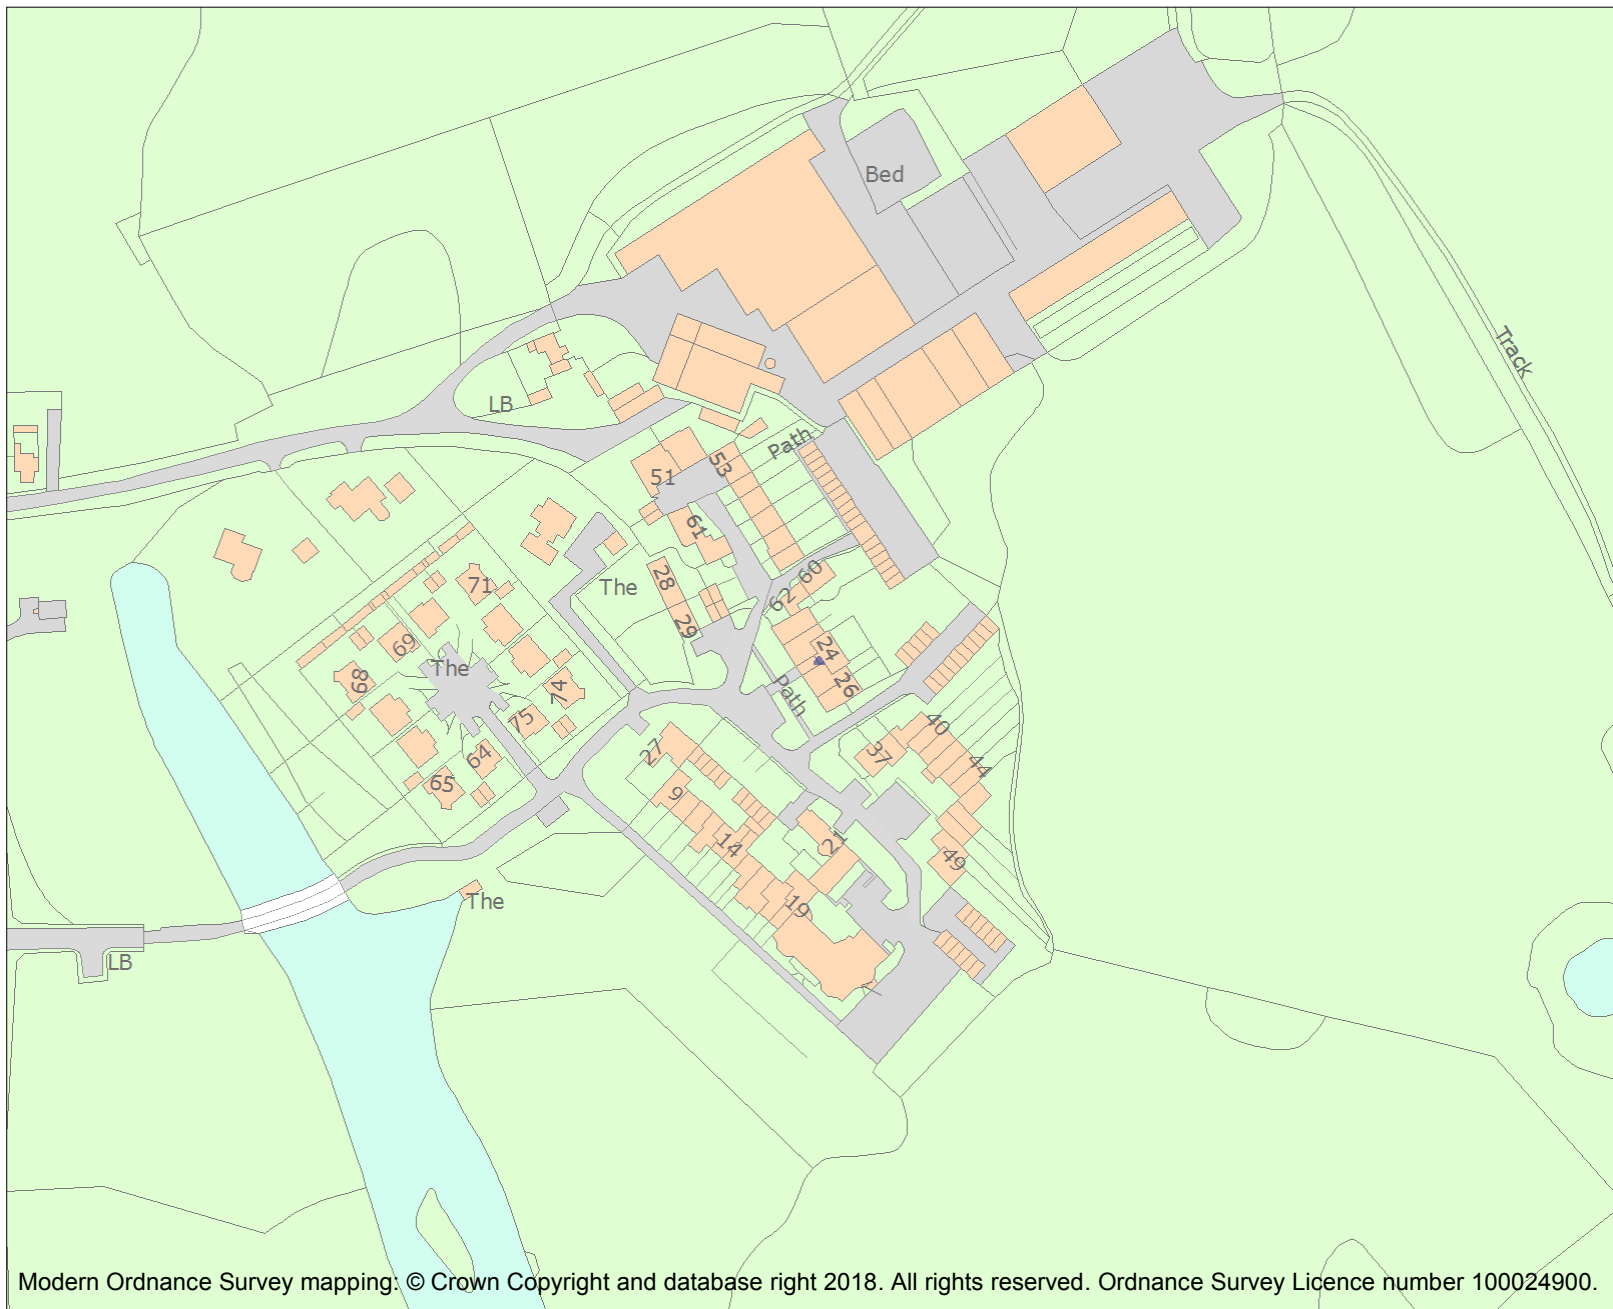 Bed
Track
LB
Path
53
51
61
60
28
The
71
62
29
69
24
The
68
26
74
75
40
27
37
64
44
65
9
21
14
49
The
19
LB
Modern Ordnance Survey mapping: © Crown Copyright and database right 2018. All rights reserved. Ordnance Survey Licence number 100024900.
Path